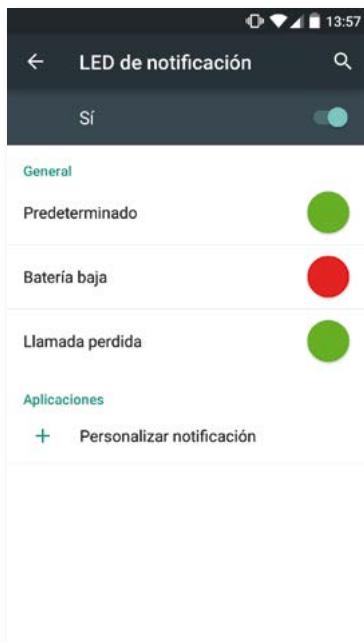 13:57
LED de notificación
Sí
General
Predeterminado
Batería baja
Llamada perdida
Aplicaciones
+ Personalizar notificación